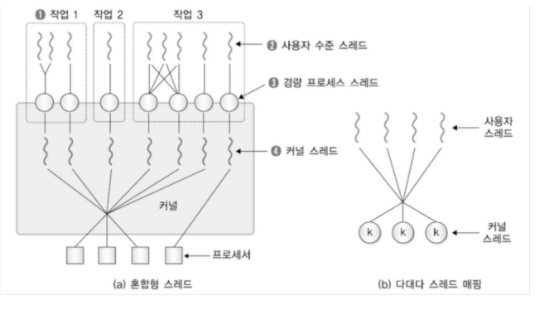 ❶ 작업 1 작업 2 작업 3
❷ 사용자 수준 스레드
❸ 경량 프로세스 스레드
❹ 커널 스레드
커널
프로세서
(a) 혼합형 스레드
사용자
스레드
k k k
커널
스레드
(b) 다대다 스레드 매핑